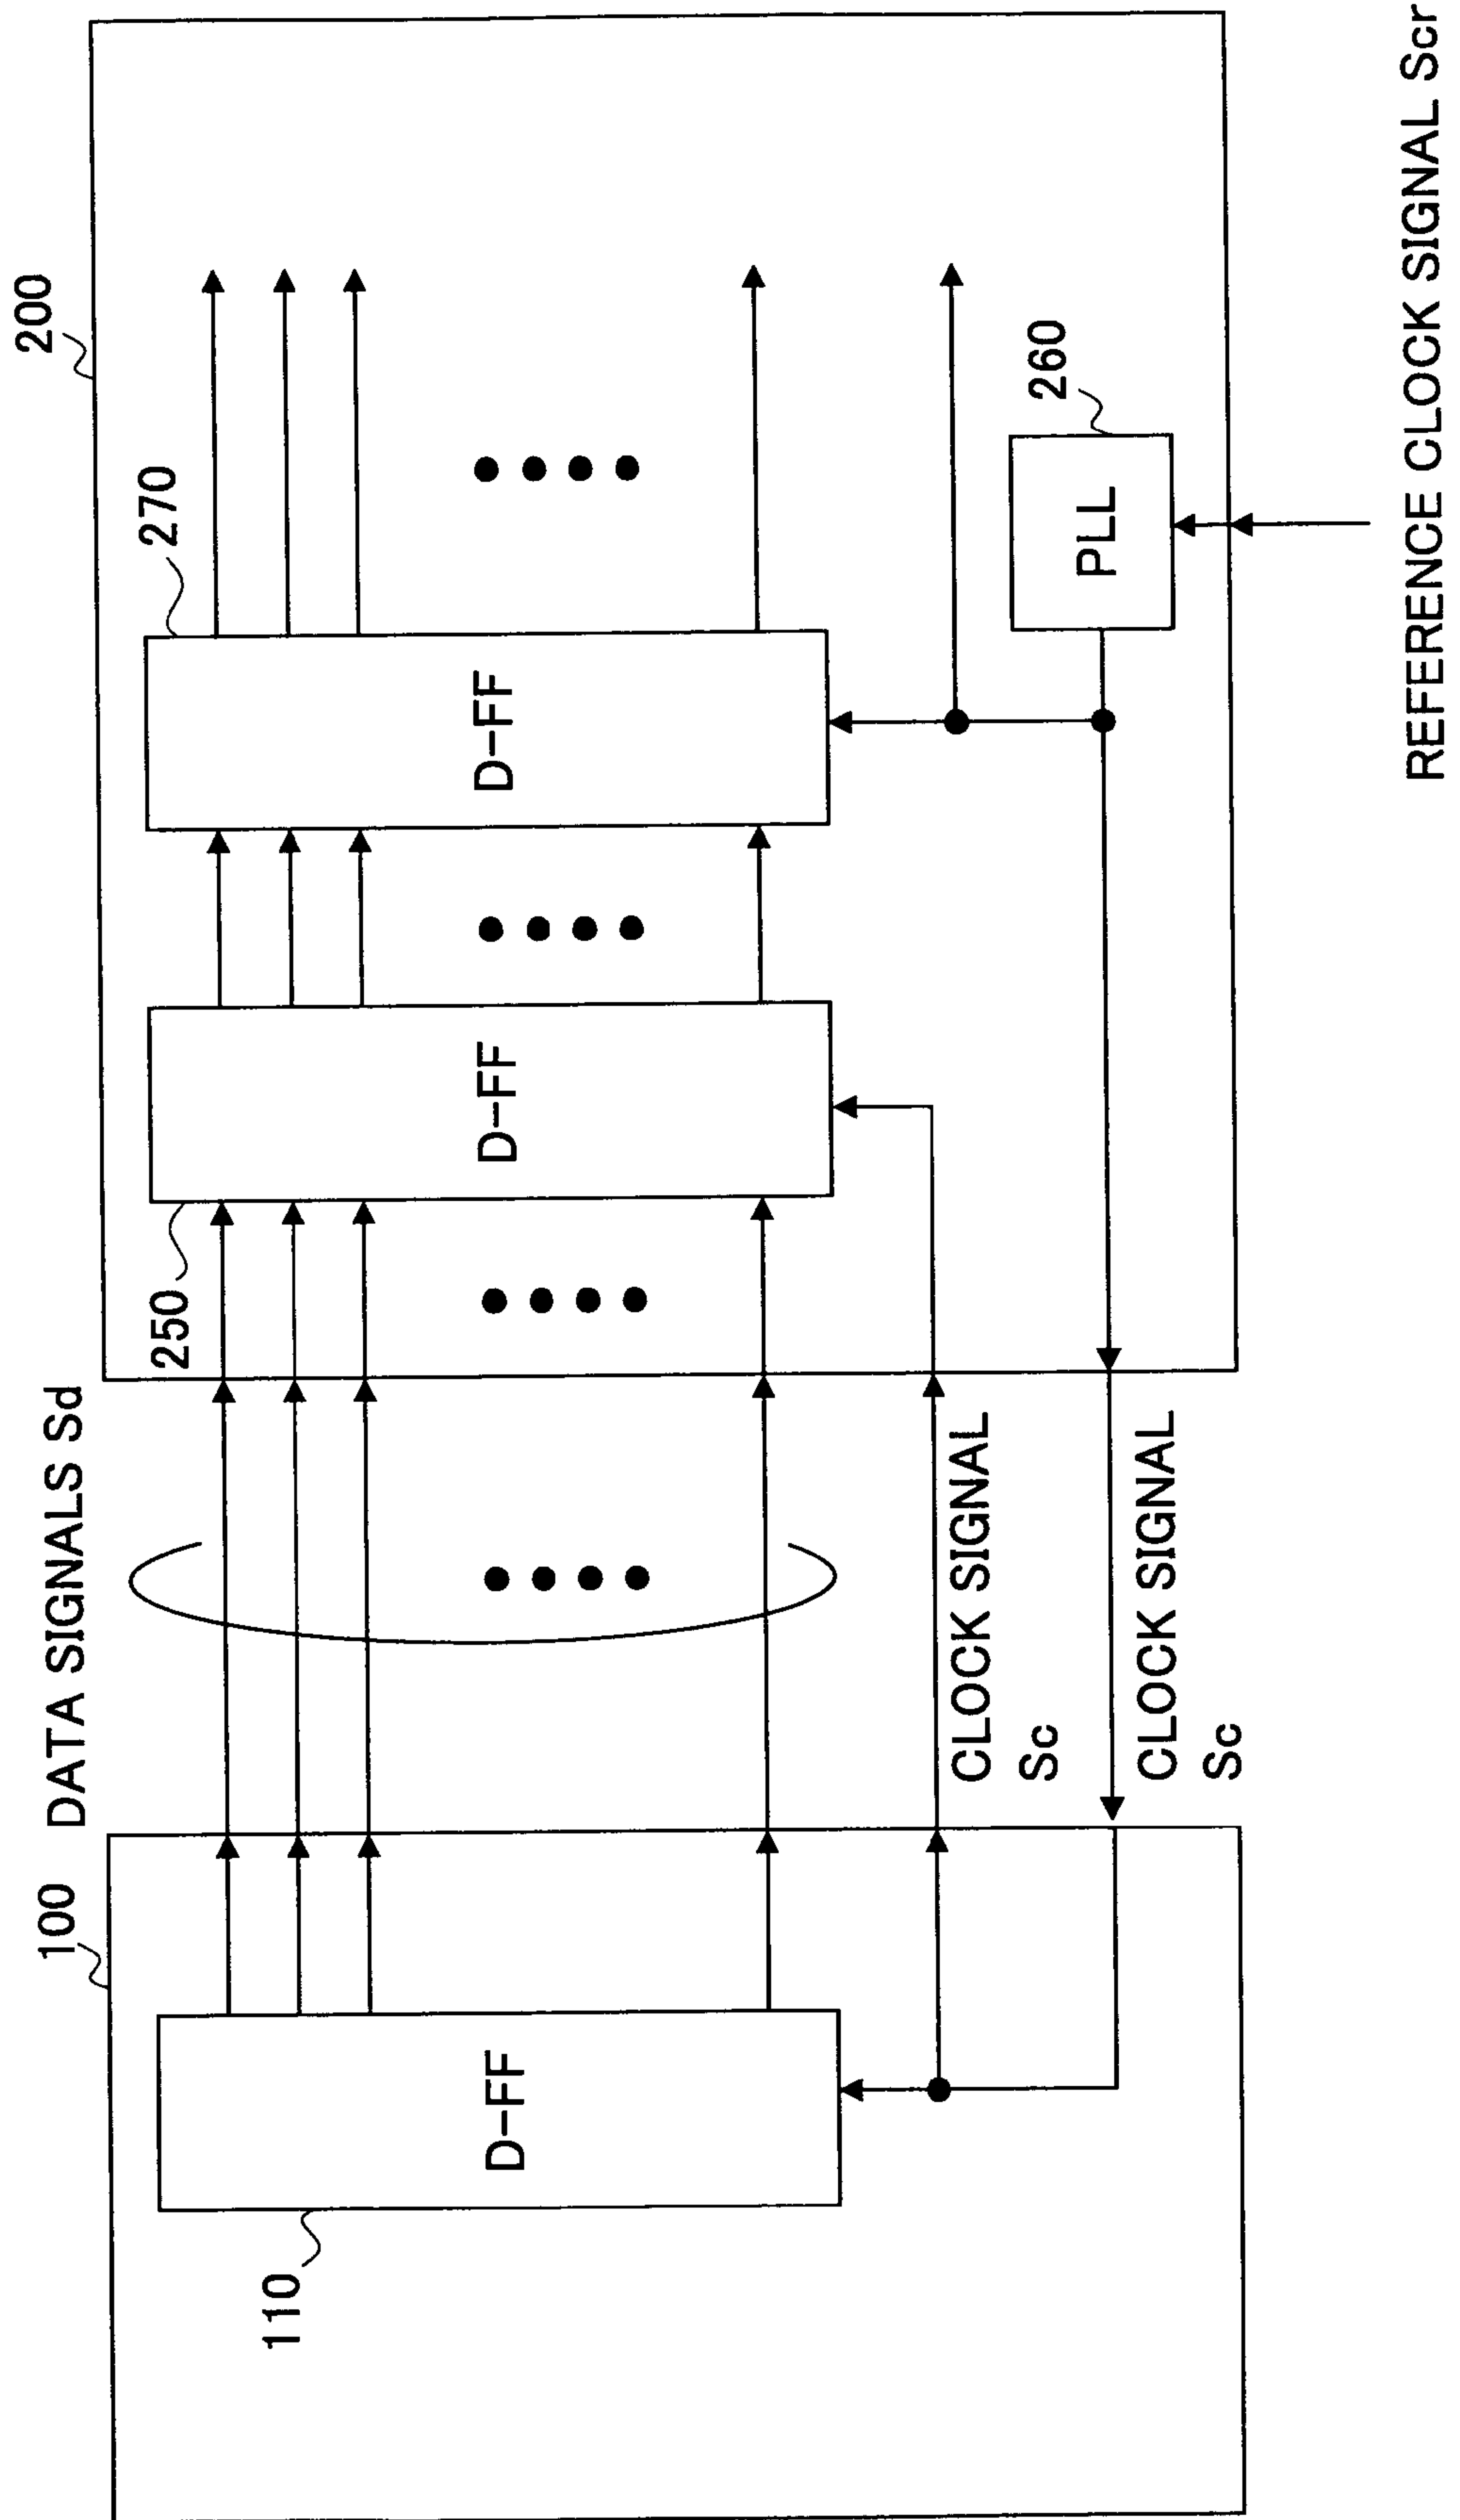 100
DATA SIGNALS Sd
200
110
D-FF
250
D-FF
270
D-FF
CLOCK SIGNAL
Sc
CLOCK SIGNAL
Sc
PLL
260
REFERENCE CLOCK SIGNAL Scr